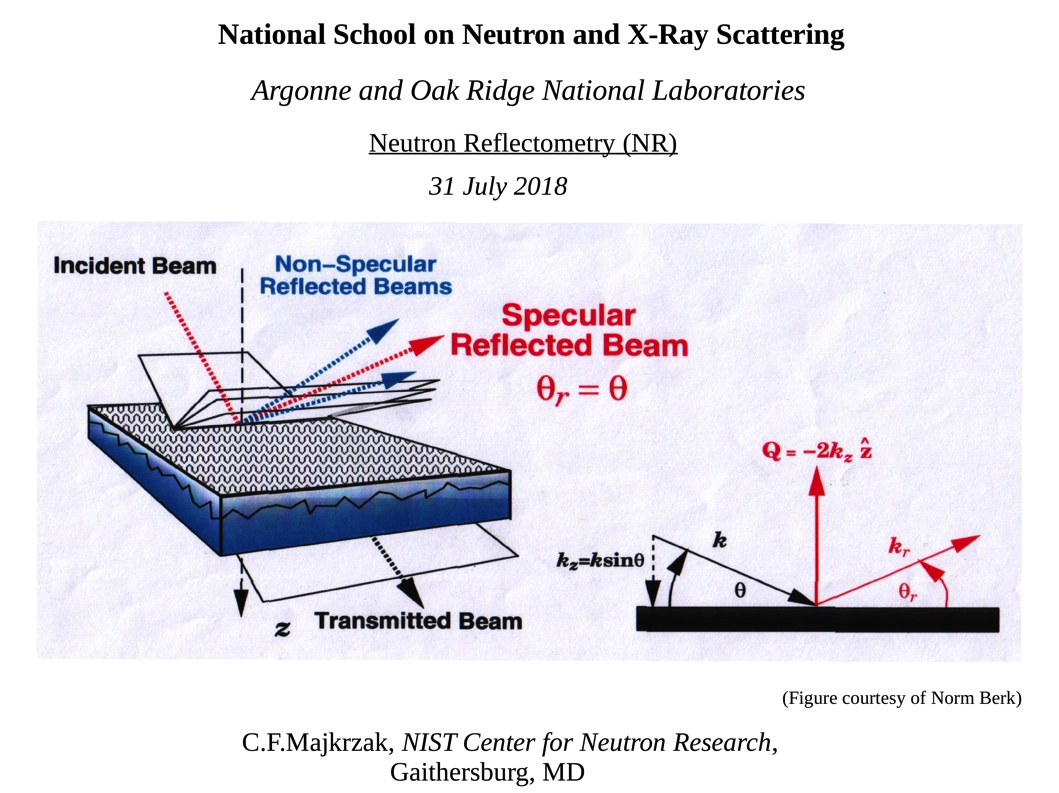 National School on Neutron and X-Ray Scattering
Argonne and Oak Ridge National Laboratories
Neutron Reflectometry (NR)
31 July 2018
Incident Beam
Non–Specular
Reflected Beams
Specular
Reflected Beam
θr = θ
Q = −2kz ẑ
k
kr
kz=ksinθ
θ
θr
z
Transmitted Beam
(Figure courtesy of Norm Berk)
C.F.Majkrzak, NIST Center for Neutron Research,
Gaithersburg, MD